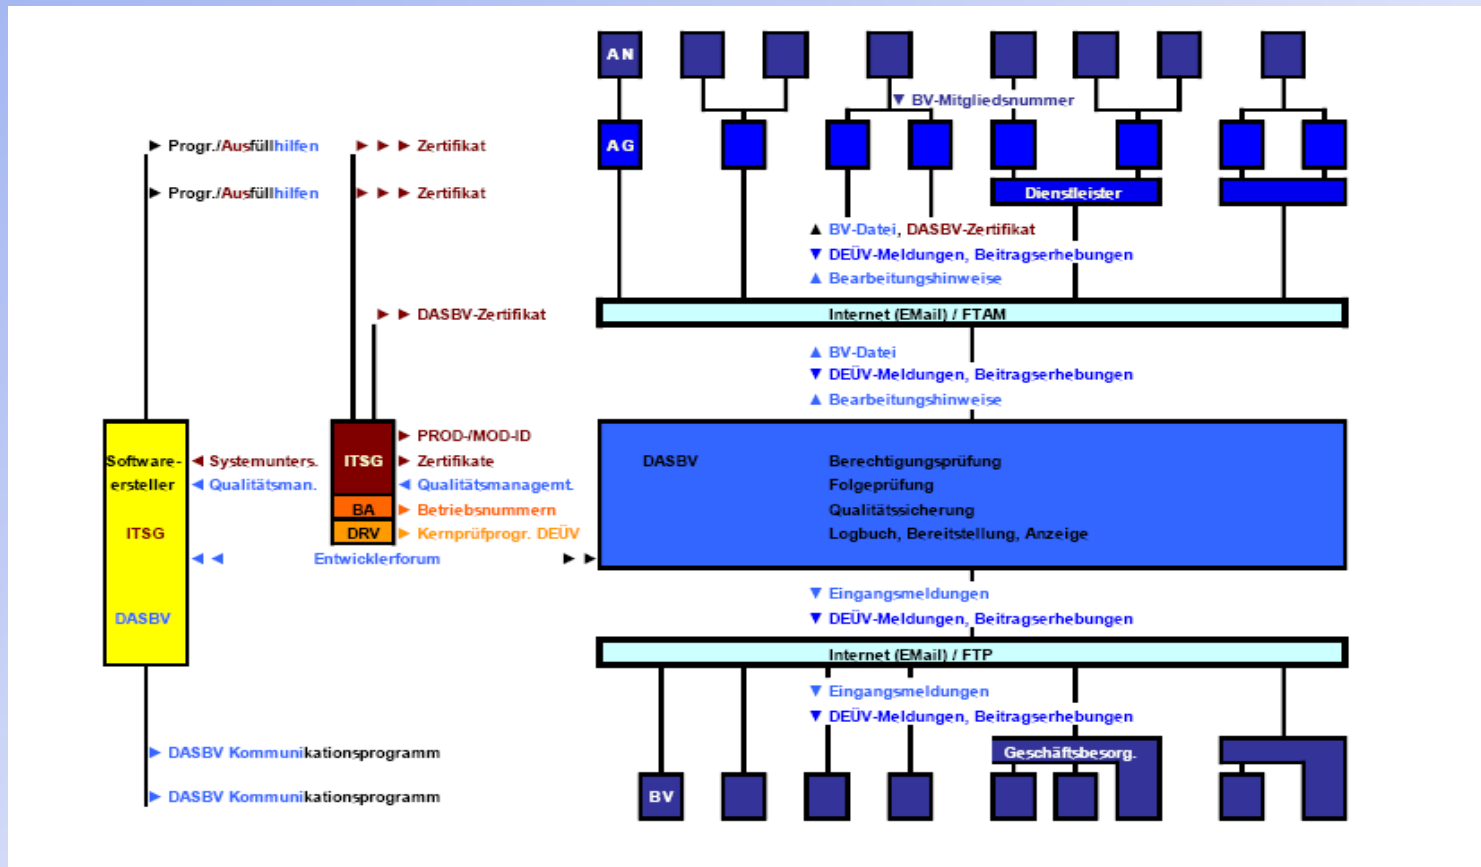 AN
▼ BV-Mitgliedsnummer
► Progr./Ausfüllhilfen
► ► ► Zertifikat
AG
► Progr./Ausfüllhilfen
► ► ► Zertifikat
Dienstleister
▲ BV-Datei, DASBV-Zertifikat
▼ DEÜV-Meldungen, Beitragserhebungen
▲ Bearbeitungshinweise
► ► DASBV-Zertifikat
Internet (EMail) / FTAM
▲ BV-Datei
▼ DEÜV-Meldungen, Beitragserhebungen
▲ Bearbeitungshinweise
► PROD-/MOD-ID
Software-
◄ Systemunters.
ITSG
► Zertifikate
DASBV
Berechtigungsprüfung
ersteller
◄ Qualitätsman.
◄ Qualitätsmanagemt.
Folgeprüfung
BA
► Betriebsnummern
Qualitätssicherung
ITSG
DRV
► Kernprüfprogr. DEÜV
Logbuch, Bereitstellung, Anzeige
◄ ◄ Entwicklerforum ► ►
▼ Eingangsmeldungen
DASBV
▼ DEÜV-Meldungen, Beitragserhebungen
Internet (EMail) / FTP
▼ Eingangsmeldungen
▼ DEÜV-Meldungen, Beitragserhebungen
► DASBV Kommunikationsprogramm
Geschäftsbesorg.
► DASBV Kommunikationsprogramm
BV